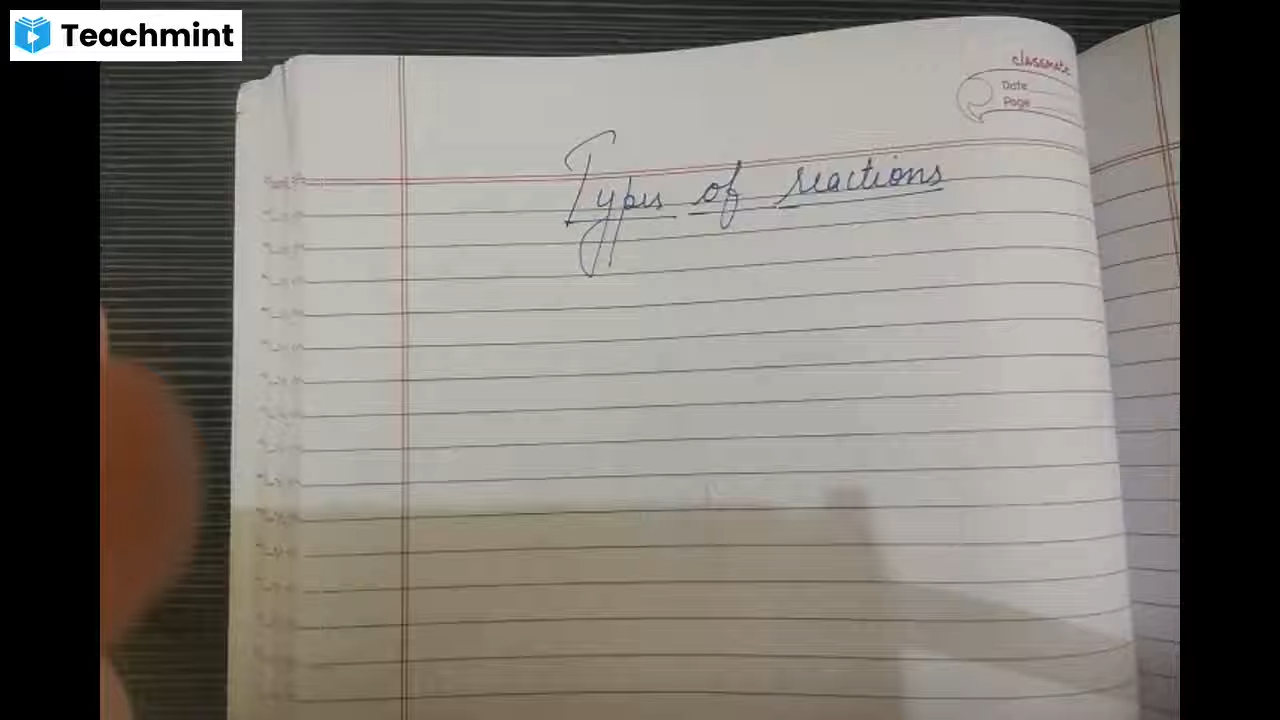 Teachmint
classmate
Date
Page
Types of reactions